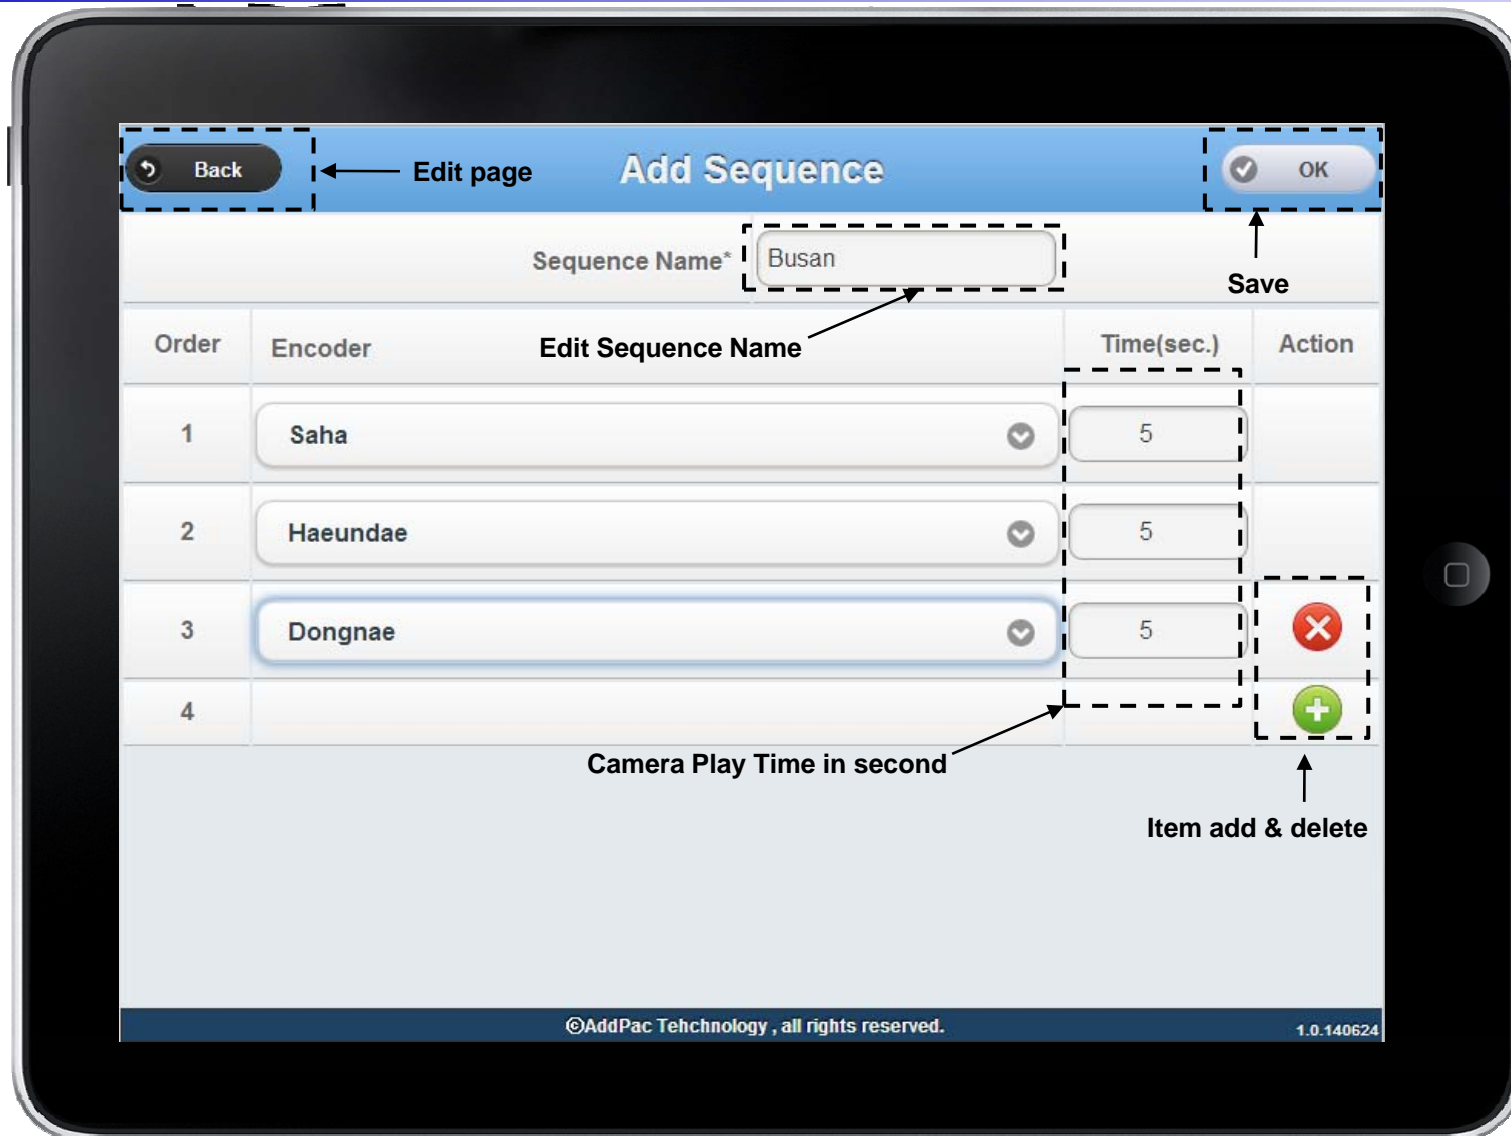 Back
Edit page
Add Sequence
OK
Sequence Name*
Busan
Save
Order
Encoder
Edit Sequence Name
Time(sec.)
Action
1
Saha
5
2
Haeundae
5
3
Dongnae
5
4
Camera Play Time in second
Item add & delete
©AddPac Tehchnology , all rights reserved.
1.0.140624